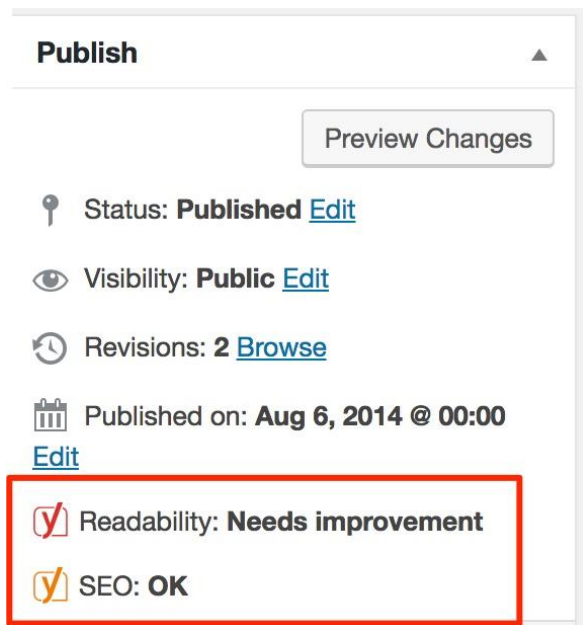 Publish
Preview Changes
Status: Published Edit
Visibility: Public Edit
Revisions: 2 Browse
Published on: Aug 6, 2014 @ 00:00
Edit
Readability: Needs improvement
SEO: OK